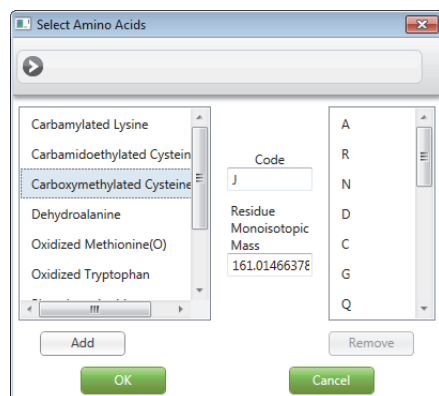 Select Amino Acids
Carbamylated Lysine
Carbamidoethylated Cystein
Carboxymethylated Cysteine
Dehydroalanine
Oxidized Methionine(O)
Oxidized Tryptophan
Code
J
Residue
Monoisotopic
Mass
161.01466378
A
R
N
D
C
G
Q
Add
Remove
OK
Cancel